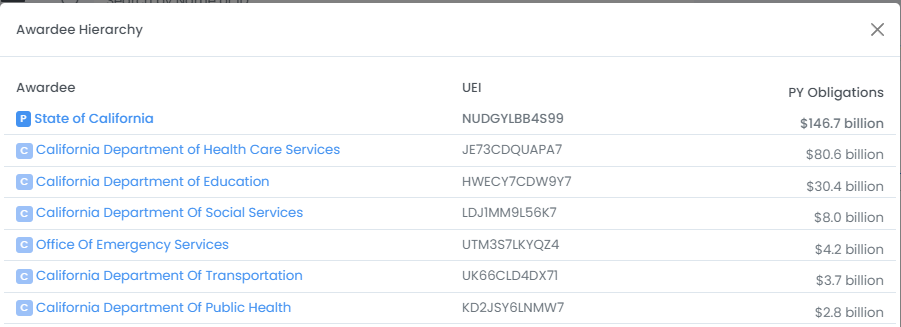 Awardee Hierarchy
Awardee UEI PY Obligations
P State of California NUDGYLBB4S99 $146.7 billion
C California Department of Health Care Services JE73CDQUAPA7 $80.6 billion
C California Department of Education HWECY7CDW9Y7 $30.4 billion
C California Department Of Social Services LDJ1MM9L56K7 $8.0 billion
C Office Of Emergency Services UTM3S7LKYQZ4 $4.2 billion
C California Department Of Transportation UK66CLD4DX71 $3.7 billion
C California Department Of Public Health KD2JSY6LNMW7 $2.8 billion